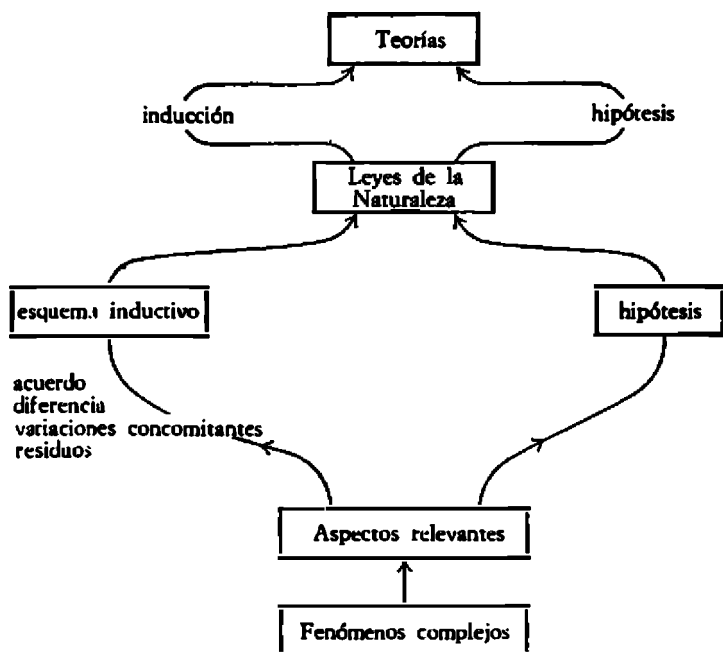 Teorías
inducción
hipótesis
Leyes de la
Naturaleza
esquema inductivo
hipótesis
acuerdo
diferencia
variaciones concomitantes
residuos
Aspectos relevantes
Fenómenos complejos